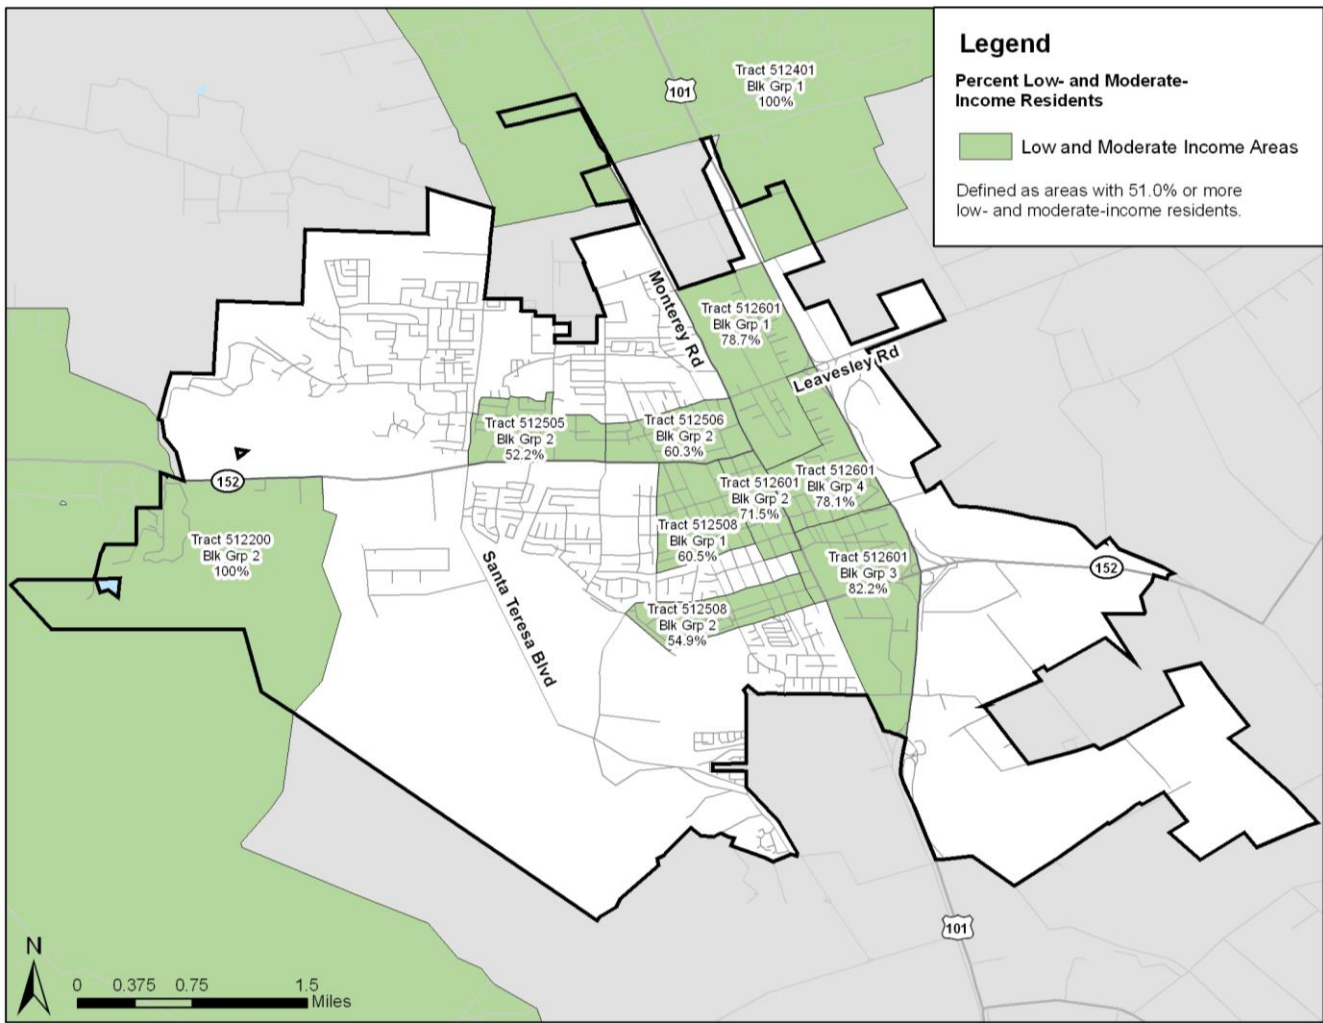 Legend
Percent Low- and Moderate-
Income Residents
Low and Moderate Income Areas
Defined as areas with 51.0% or more
low- and moderate-income residents.
Tract 512401
Blk Grp 1
100%
101
Monterey Rd
Tract 512601
Blk Grp 1
78.7%
Leavesley Rd
Tract 512505
Blk Grp 2
52.2%
Tract 512506
Blk Grp 2
60.3%
152
Tract 512601
Blk Grp 2
71.5%
Tract 512601
Blk Grp 4
78.1%
Tract 512508
Blk Grp 1
60.5%
Tract 512200
Blk Grp 2
100%
Santa Teresa Blvd
Tract 512601
Blk Grp 3
82.2%
152
Tract 512508
Blk Grp 2
54.9%
101
N
0 0.375 0.75 1.5
Miles